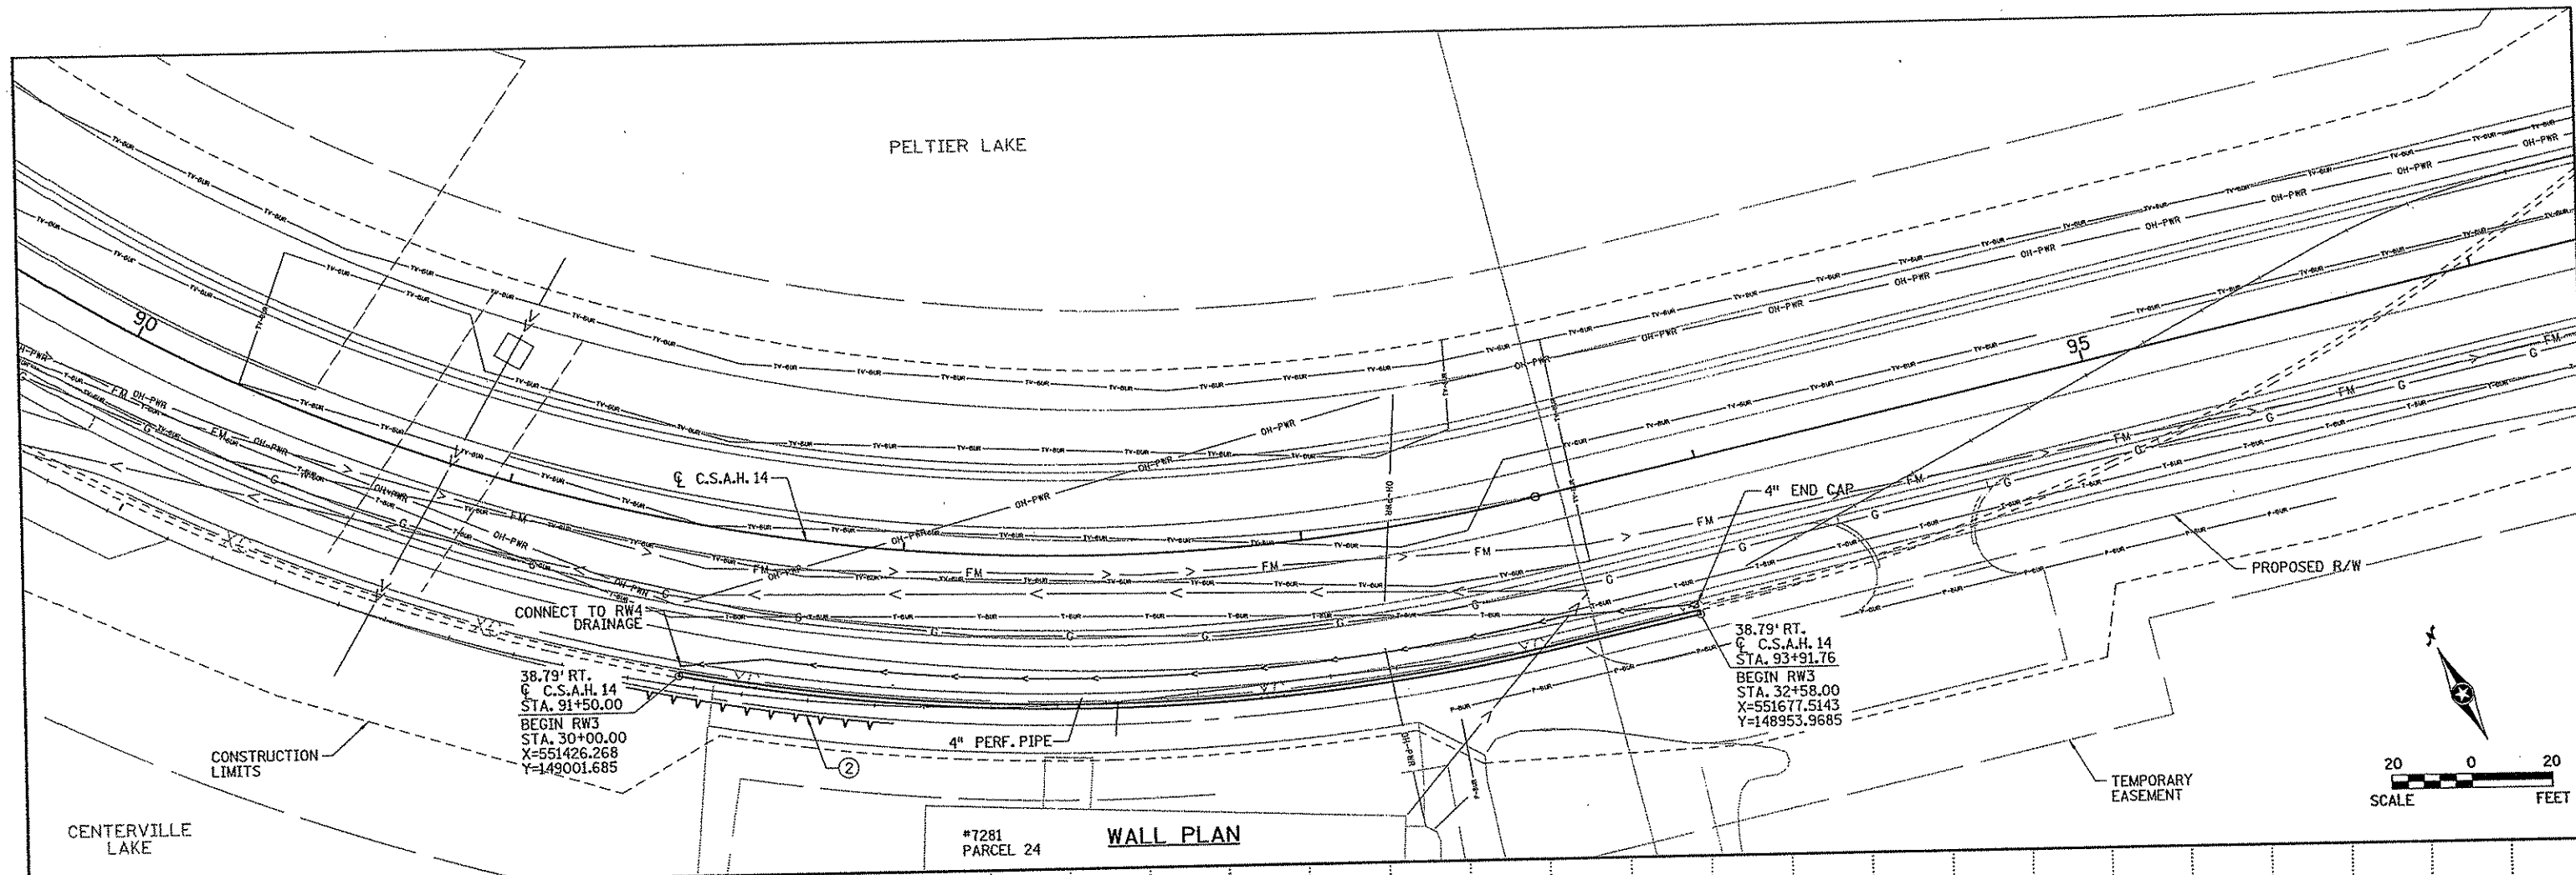 PELTIER LAKE
90
95
℄ C.S.A.H. 14
4" END CAP
PROPOSED R/W
CONNECT TO RW4
DRAINAGE
38.79' RT.
℄ C.S.A.H. 14
STA. 91+50.00
BEGIN RW3
STA. 30+00.00
X=551426.268
Y=149001.685
38.79' RT.
℄ C.S.A.H. 14
STA. 93+91.76
BEGIN RW3
STA. 32+58.00
X=551677.5143
Y=148953.9685
4" PERF. PIPE
2
CONSTRUCTION
LIMITS
TEMPORARY
EASEMENT
20 0 20
SCALE FEET
CENTERVILLE
LAKE
#7281
PARCEL 24
WALL PLAN
TV-BUR
OH-PWR
FM
G
T-BUR
P-BUR